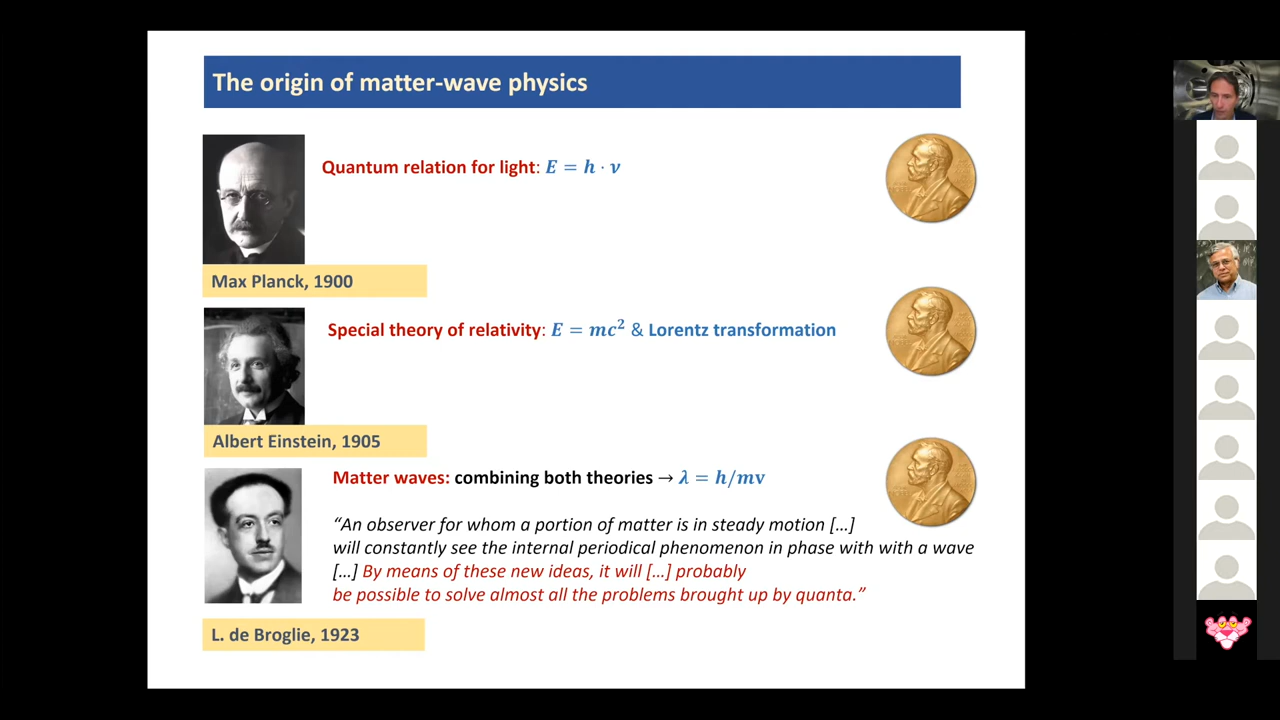 The origin of matter-wave physics
Quantum relation for light: E = h · ν
Max Planck, 1900
Special theory of relativity: E = mc² & Lorentz transformation
Albert Einstein, 1905
Matter waves: combining both theories → λ = h/mv
“An observer for whom a portion of matter is in steady motion […]
will constantly see the internal periodical phenomenon in phase with with a wave
[…] By means of these new ideas, it will […] probably
be possible to solve almost all the problems brought up by quanta.”
L. de Broglie, 1923